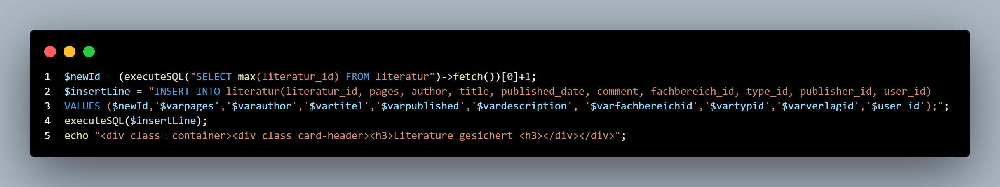 1 $newId = (executeSQL("SELECT max(literatur_id) FROM literatur")->fetch())[0]+1;
2 $insertLine = "INSERT INTO literatur(literatur_id, pages, author, title, published_date, comment, fachbereich_id, type_id, publisher_id, user_id)
3 VALUES ($newId,'$varpages','$varauthor','$vartitel','$varpublished','$vardescription', '$varfachbereichid','$vartypid','$varverlagid','$user_id');";
4 executeSQL($insertLine);
5 echo "<div class= container><div class=card-header><h3>Literature gesichert <h3></div></div>";